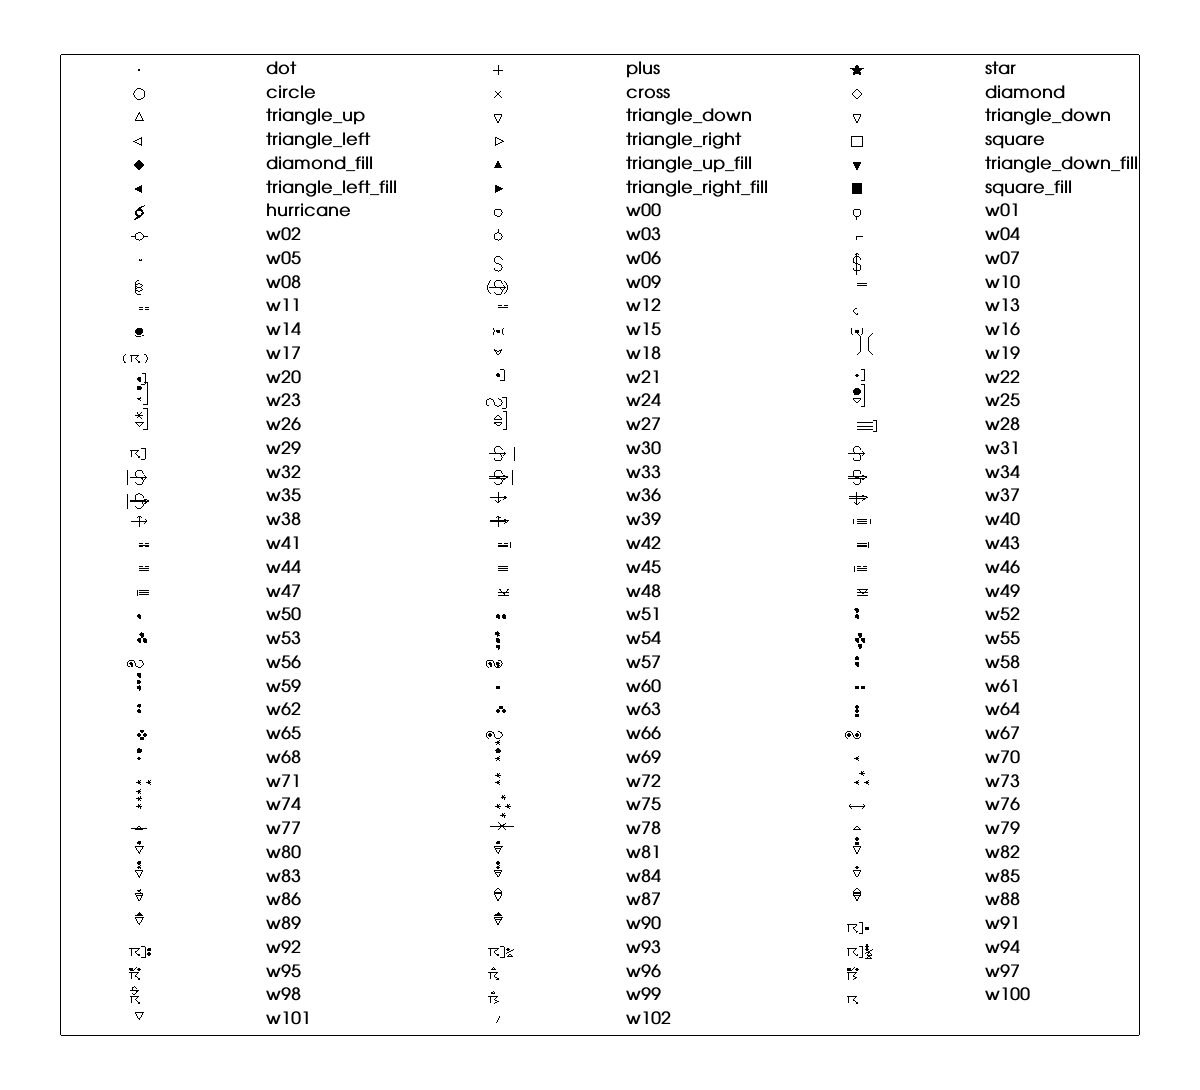 dot plus star
circle cross diamond
triangle_up triangle_down triangle_down
triangle_left triangle_right square
diamond_fill triangle_up_fill triangle_down_fill
triangle_left_fill triangle_right_fill square_fill
hurricane w00 w01
w02 w03 w04
w05 w06 w07
w08 w09 w10
w11 w12 w13
w14 w15 w16
w17 w18 w19
w20 w21 w22
w23 w24 w25
w26 w27 w28
w29 w30 w31
w32 w33 w34
w35 w36 w37
w38 w39 w40
w41 w42 w43
w44 w45 w46
w47 w48 w49
w50 w51 w52
w53 w54 w55
w56 w57 w58
w59 w60 w61
w62 w63 w64
w65 w66 w67
w68 w69 w70
w71 w72 w73
w74 w75 w76
w77 w78 w79
w80 w81 w82
w83 w84 w85
w86 w87 w88
w89 w90 w91
w92 w93 w94
w95 w96 w97
w98 w99 w100
w101 w102